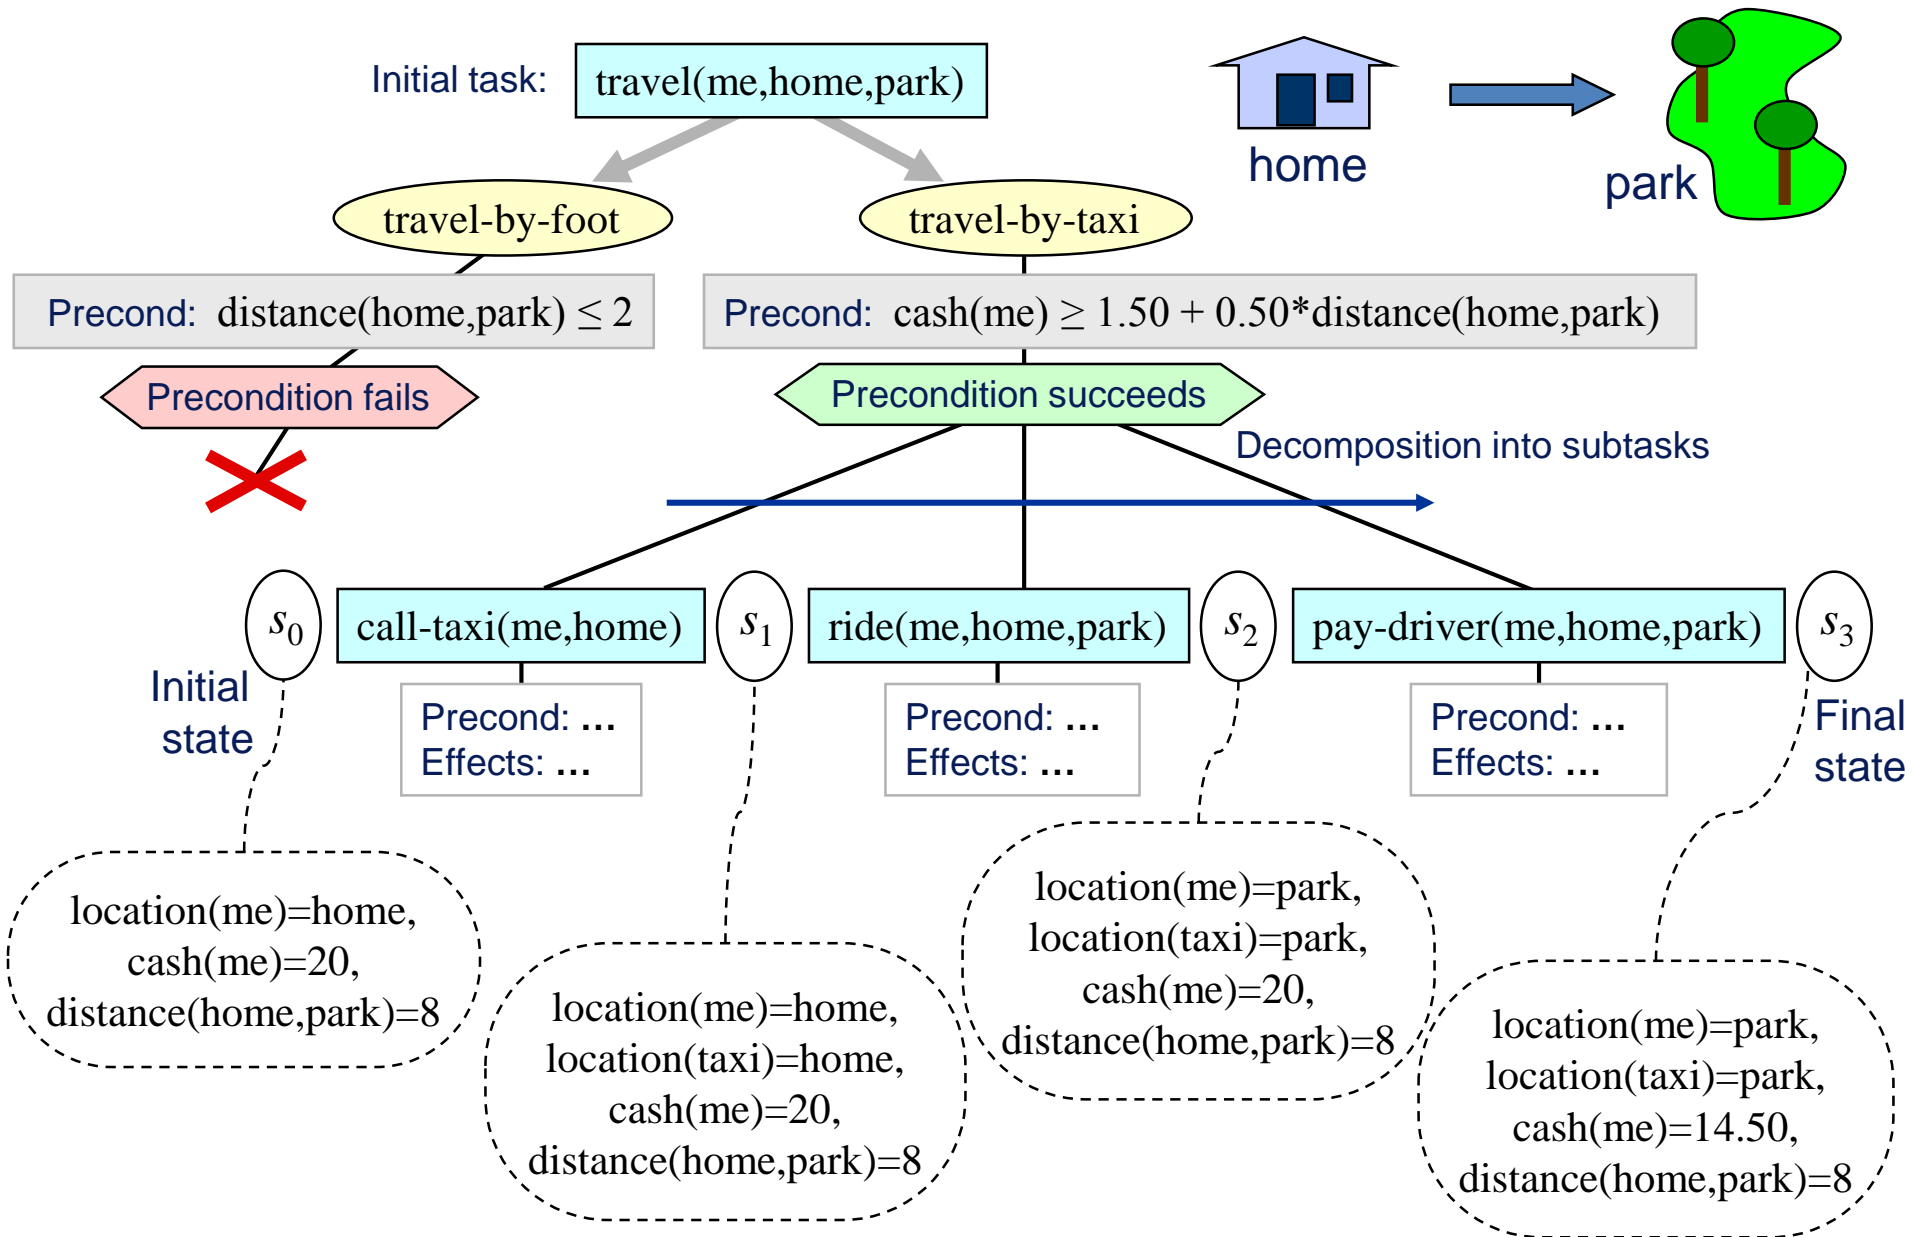 Initial task:
travel(me,home,park)
home
park
travel-by-foot
travel-by-taxi
Precond: distance(home,park) ≤ 2
Precond: cash(me) ≥ 1.50 + 0.50*distance(home,park)
Precondition fails
Precondition succeeds
Decomposition into subtasks
s0
call-taxi(me,home)
s1
ride(me,home,park)
s2
pay-driver(me,home,park)
s3
Initial
state
Precond: ...
Effects: ...
Precond: ...
Effects: ...
Precond: ...
Effects: ...
Final
state
location(me)=home,
cash(me)=20,
distance(home,park)=8
location(me)=home,
location(taxi)=home,
cash(me)=20,
distance(home,park)=8
location(me)=park,
location(taxi)=park,
cash(me)=20,
distance(home,park)=8
location(me)=park,
location(taxi)=park,
cash(me)=14.50,
distance(home,park)=8